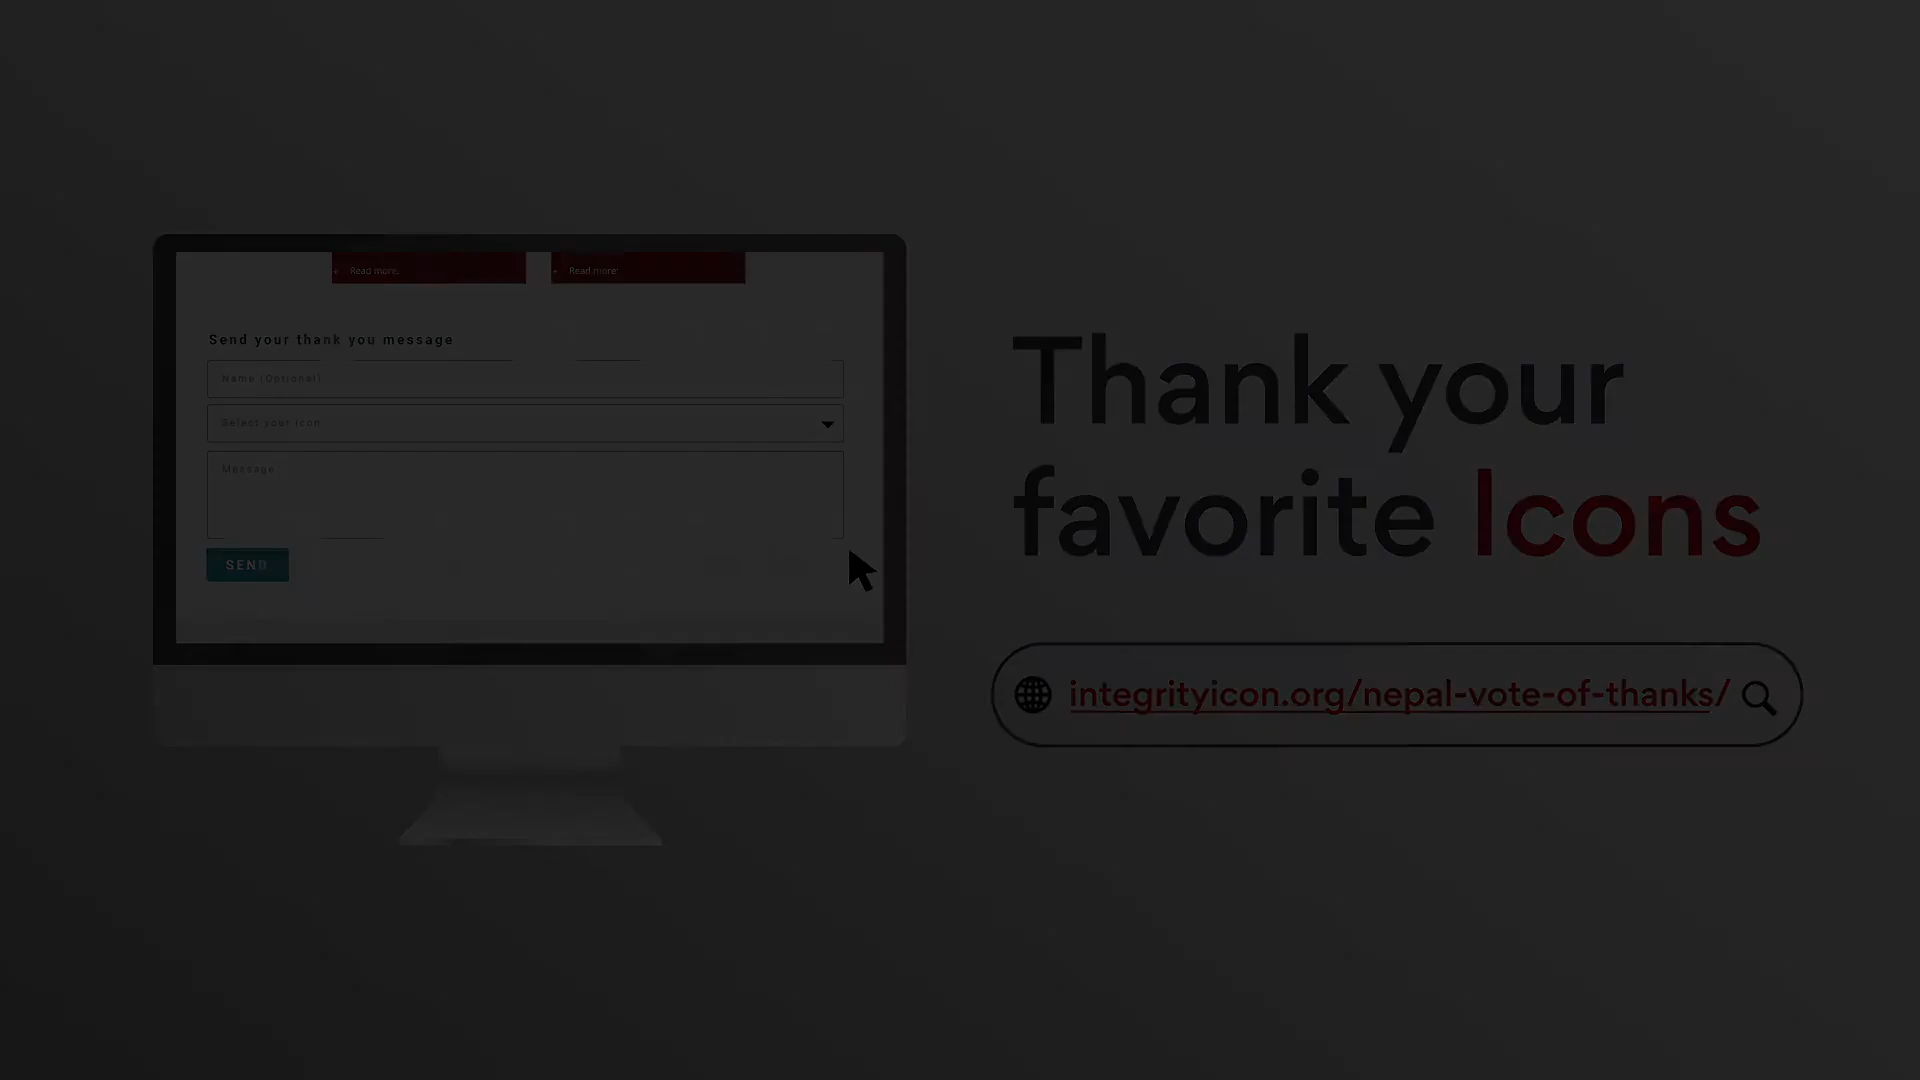 Read more.
Read more.
Send your thank you message
Name (Optional)
Select your icon
Message
SEND
Thank your
favorite Icons
integrityicon.org/nepal-vote-of-thanks/